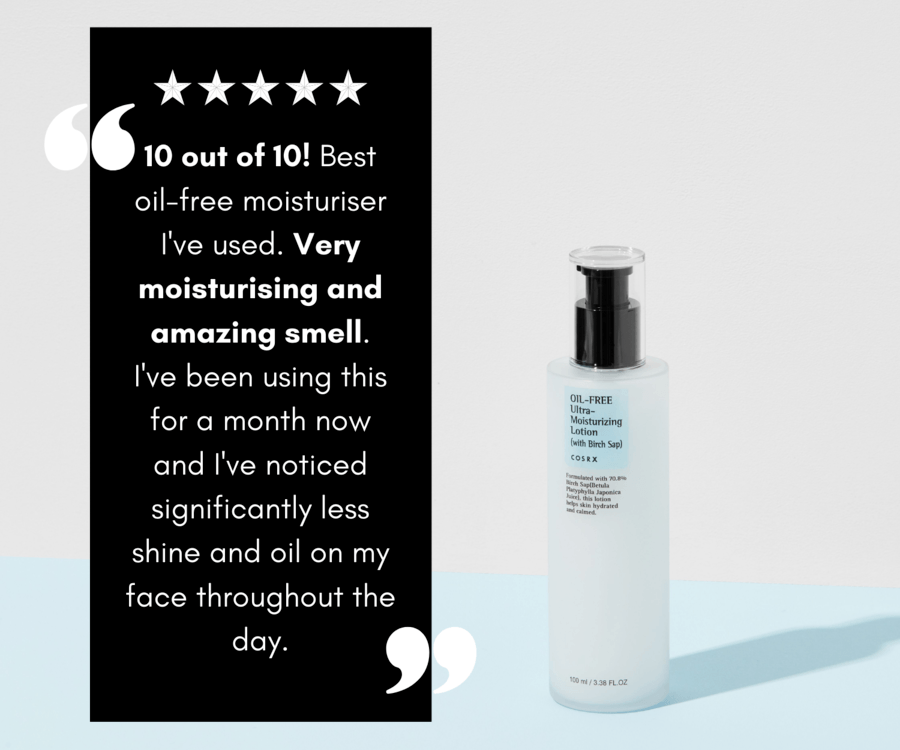 10 out of 10! Best
oil-free moisturiser
I've used. Very
moisturising and
amazing smell.
I've been using this
for a month now
and I've noticed
significantly less
shine and oil on my
face throughout the
day.
OIL-FREE
Ultra-
Moisturizing
Lotion
(with Birch Sap)
COSRX
Formulated with 70.8%
Birch Sap(Betula
Platyphylla Japonica
Juice), this lotion
helps skin hydrated
and calmed.
100 ml / 3.38 FL.OZ